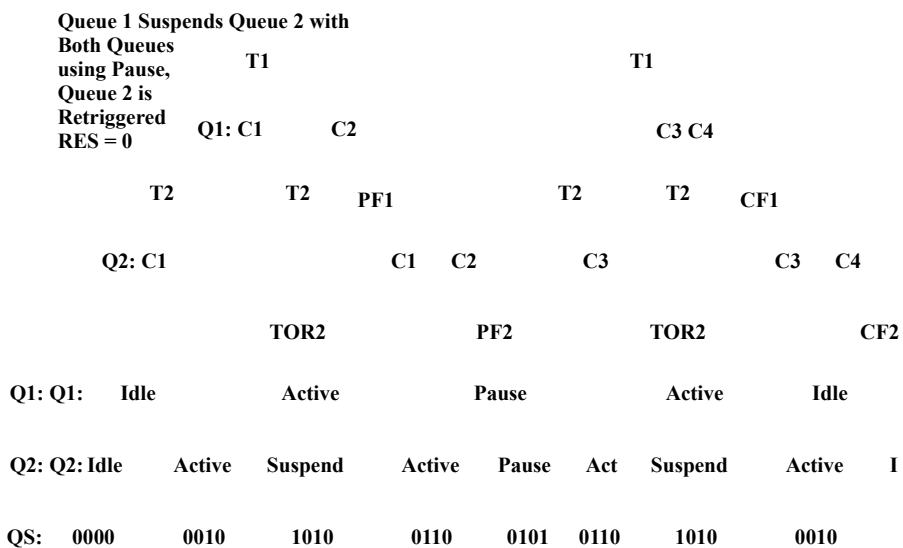 Queue 1 Suspends Queue 2 with
Both Queues
using Pause,
Queue 2 is
Retriggered
RES = 0
T1 T1
Q1: C1 C2 C3 C4
T2 T2 PF1 T2 T2 CF1
Q2: C1 C1 C2 C3 C3 C4
TOR2 PF2 TOR2 CF2
Q1: Q1: Idle Active Pause Active Idle
Q2: Q2: Idle Active Suspend Active Pause Act Suspend Active I
QS: 0000 0010 1010 0110 0101 0110 1010 0010